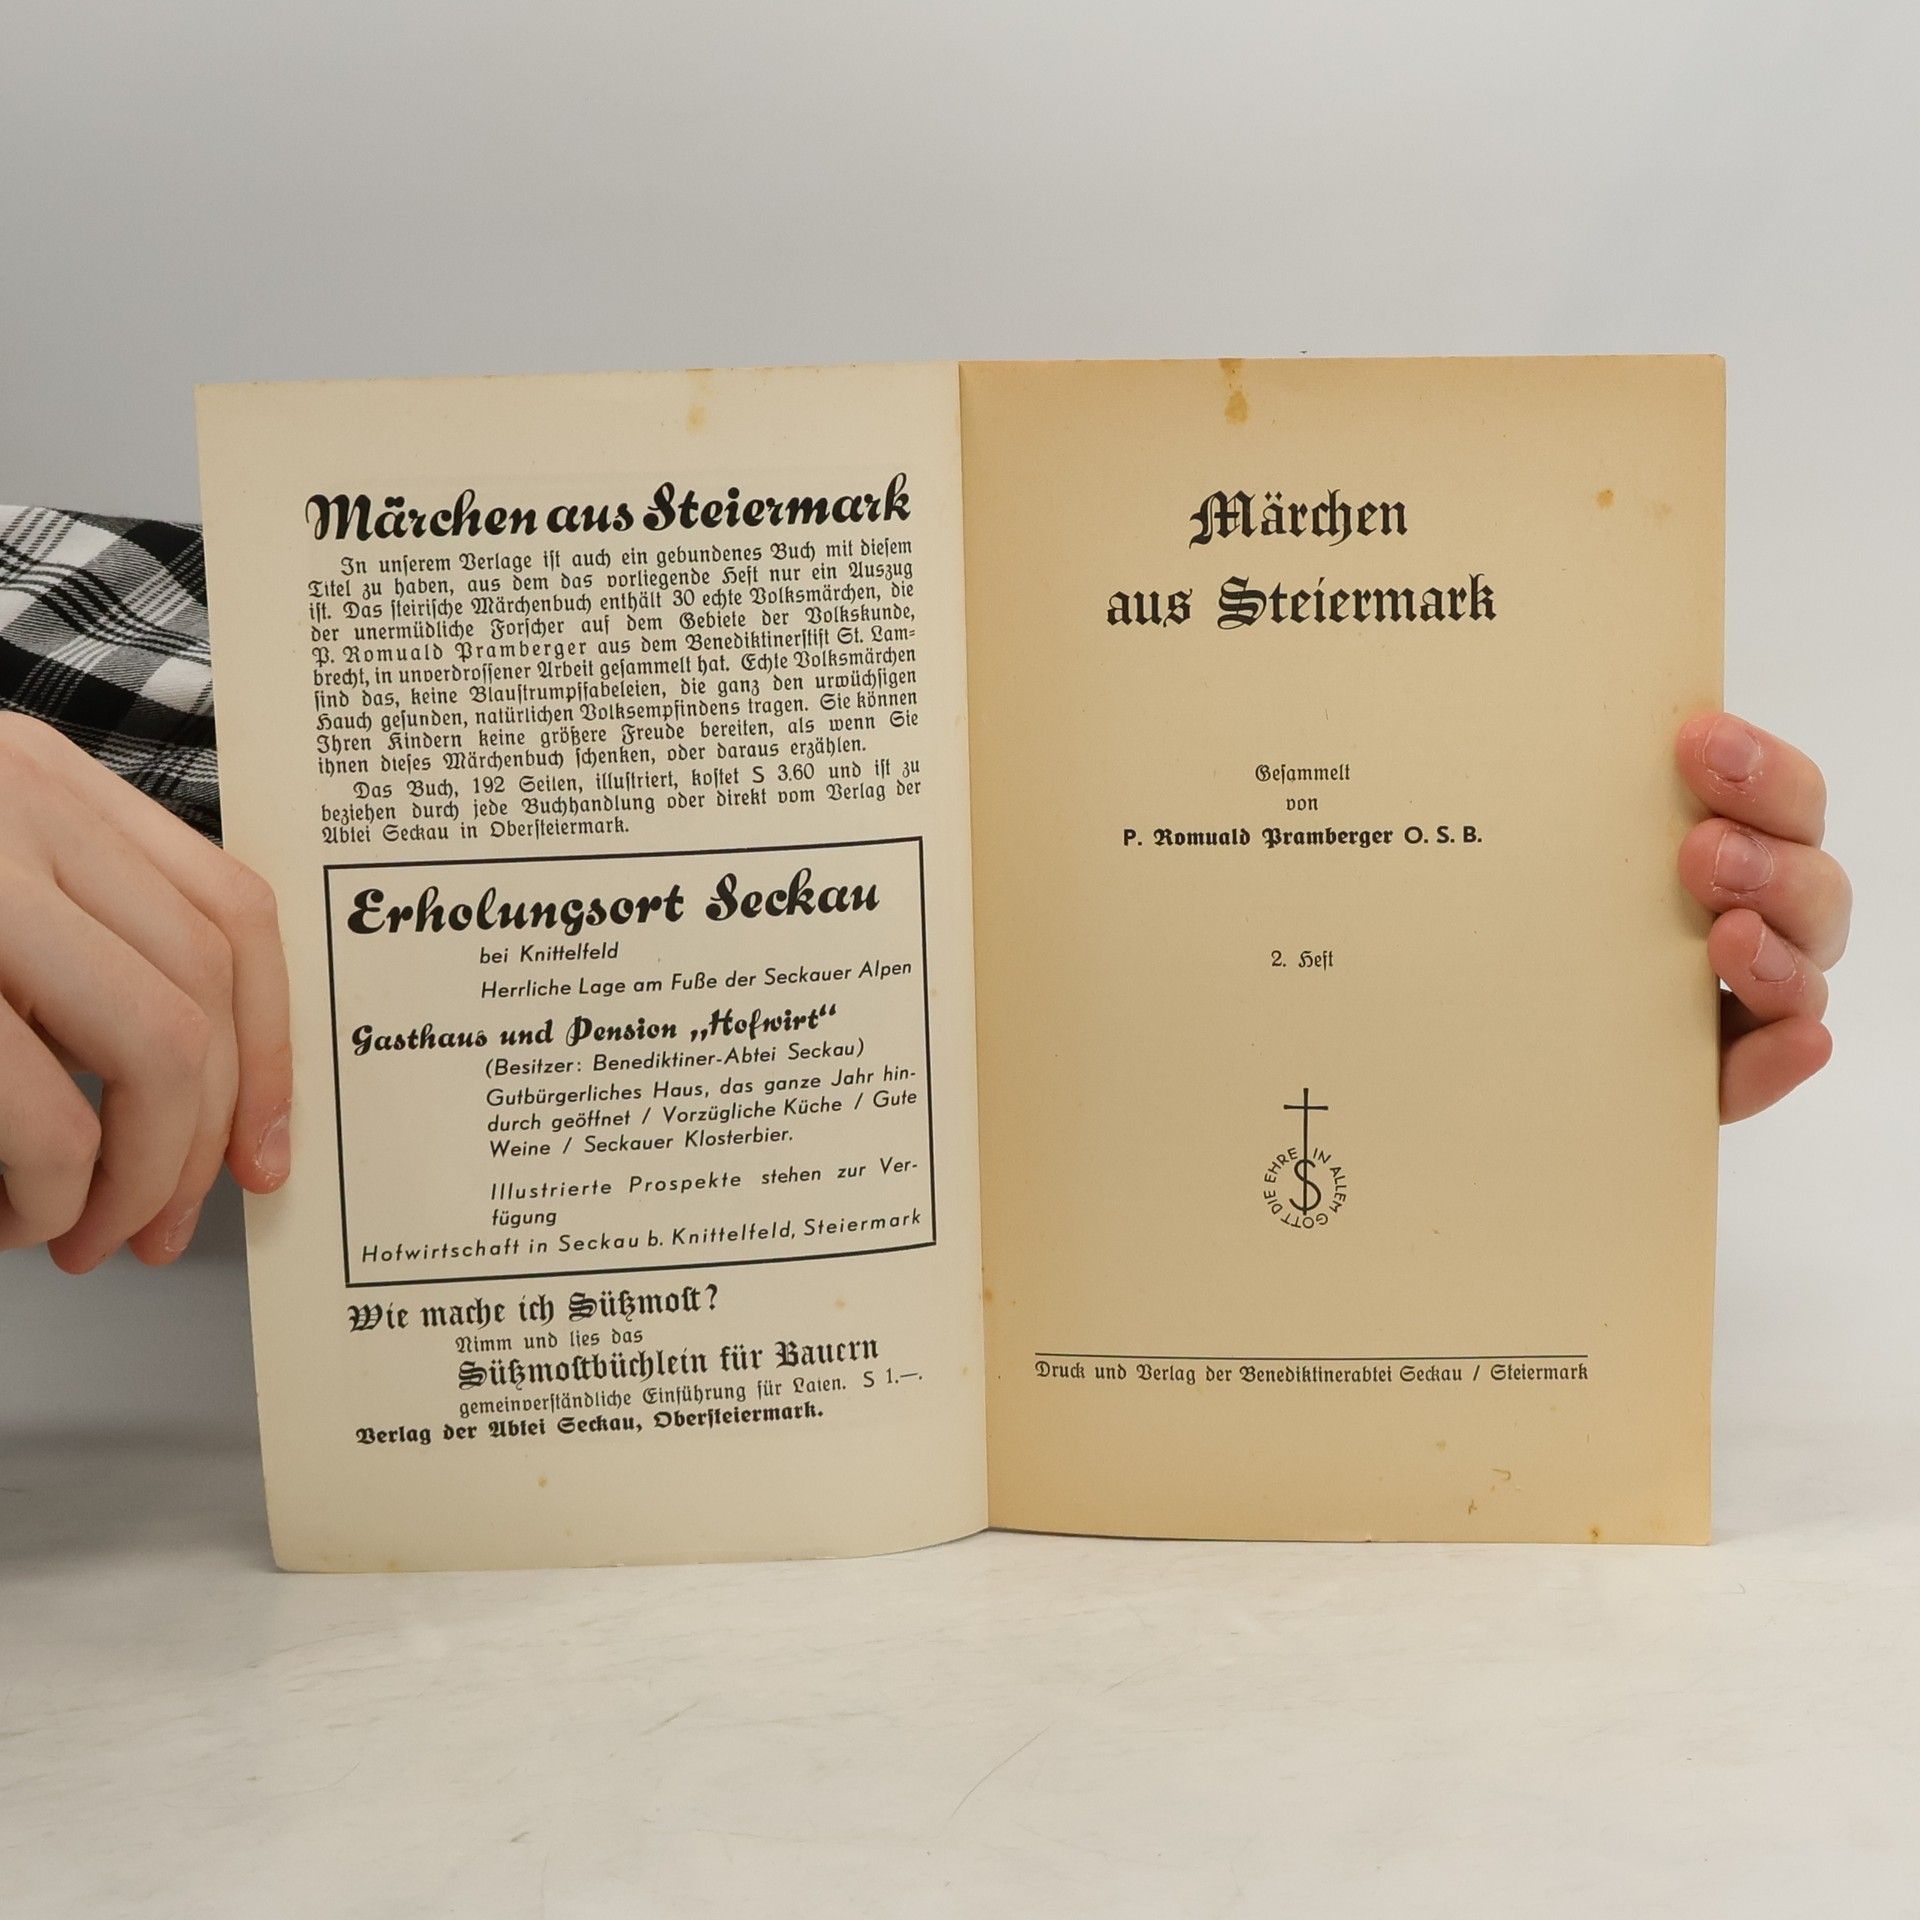 Märchen aus Steiermark
In unserem Verlage ist auch ein gebundenes Buch mit diesem
Titel zu haben, aus dem das vorliegende Heft nur ein Auszug
ist. Das steirische Märchenbuch enthält 30 echte Volksmärchen, die
der unermüdliche Forscher auf dem Gebiete der Volkskunde,
P. Romuald Pramberger aus dem Benediktinerstift St. Lam-
brecht, in unverdrossener Arbeit gesammelt hat. Echte Volksmärchen
sind das, keine Blaustrumpffabeleien, die ganz den urwüchsigen
Hauch gesunden, natürlichen Volksempfindens tragen. Sie können
Ihren Kindern keine größere Freude bereiten, als wenn Sie
ihnen dieses Märchenbuch schenken, oder daraus erzählen.
Das Buch, 192 Seiten, illustriert, kostet S 3.60 und ist zu
beziehen durch jede Buchhandlung oder direkt vom Verlag der
Abtei Seckau in Obersteiermark.
Erholungsort Seckau
bei Knittelfeld
Herrliche Lage am Fuße der Seckauer Alpen
Gasthaus und Pension „Hofwirt“
(Besitzer: Benediktiner-Abtei Seckau)
Gutbürgerliches Haus, das ganze Jahr hin-
durch geöffnet / Vorzügliche Küche / Gute
Weine / Seckauer Klosterbier.
Illustrierte Prospekte stehen zur Ver-
fügung
Hofwirtschaft in Seckau b. Knittelfeld, Steiermark
Wie mache ich Süßmost?
Nimm und lies das
Süßmostbüchlein für Bauern
gemeinverständliche Einführung für Laien. S 1.—.
Verlag der Abtei Seckau, Obersteiermark.
Märchen
aus Steiermark
Gesammelt
von
P. Romuald Pramberger O. S. B.
2. Heft
IN ALLEM GOTT DIE EHRE
S
Druck und Verlag der Benediktinerabtei Seckau / Steiermark